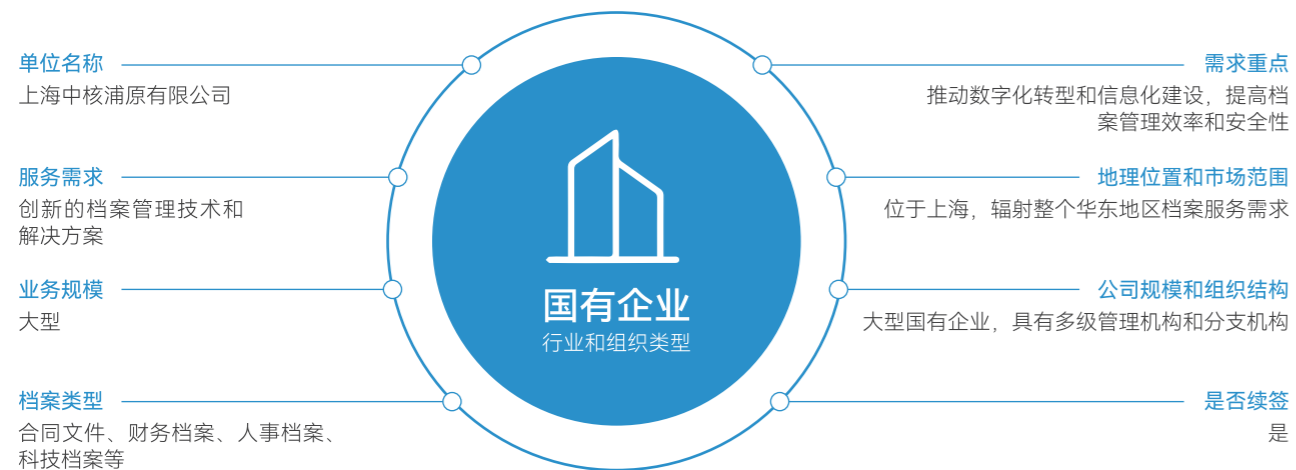 单位名称
上海中核浦原有限公司
服务需求
创新的档案管理技术和
解决方案
业务规模
大型
档案类型
合同文件、财务档案、人事档案、
科技档案等
国有企业
行业和组织类型
需求重点
推动数字化转型和信息化建设，提高档
案管理效率和安全性
地理位置和市场范围
位于上海，辐射整个华东地区档案服务需求
公司规模和组织结构
大型国有企业，具有多级管理机构和分支机构
是否续签
是